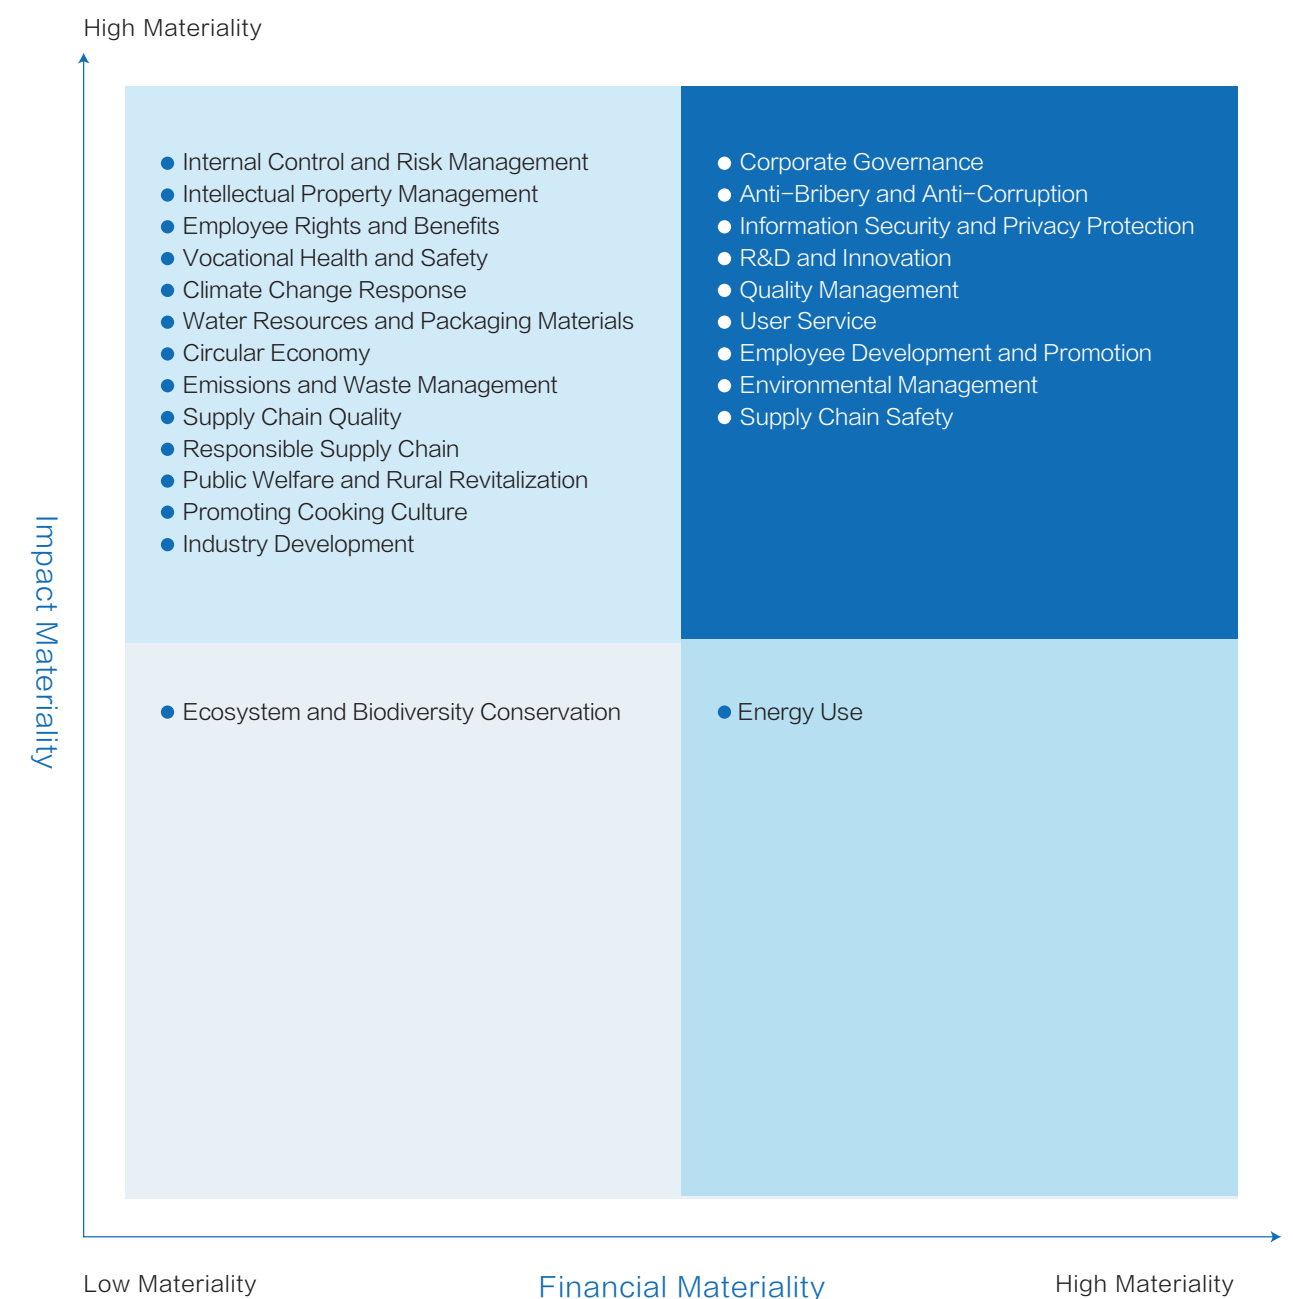 High Materiality
Internal Control and Risk Management
Intellectual Property Management
Employee Rights and Benefits
Vocational Health and Safety
Climate Change Response
Water Resources and Packaging Materials
Circular Economy
Emissions and Waste Management
Supply Chain Quality
Responsible Supply Chain
Public Welfare and Rural Revitalization
Promoting Cooking Culture
Industry Development
Corporate Governance
Anti-Bribery and Anti-Corruption
Information Security and Privacy Protection
R&D and Innovation
Quality Management
User Service
Employee Development and Promotion
Environmental Management
Supply Chain Safety
Impact Materiality
Ecosystem and Biodiversity Conservation
Energy Use
Low Materiality
Financial Materiality
High Materiality